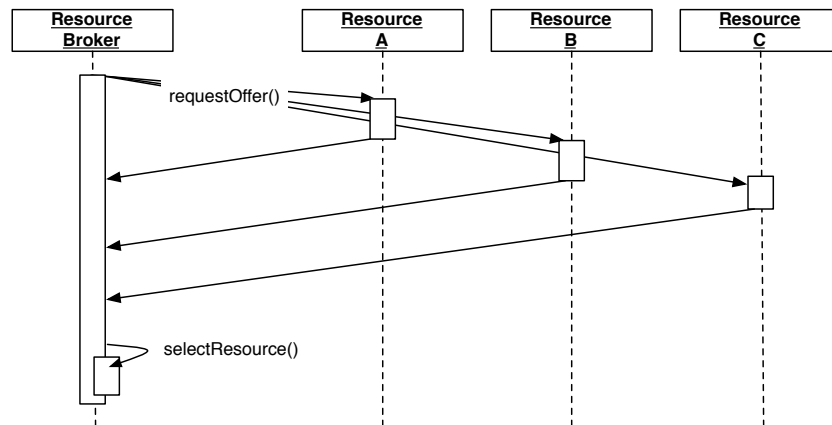 Resource
Broker
Resource
A
Resource
B
Resource
C
requestOffer()
selectResource()